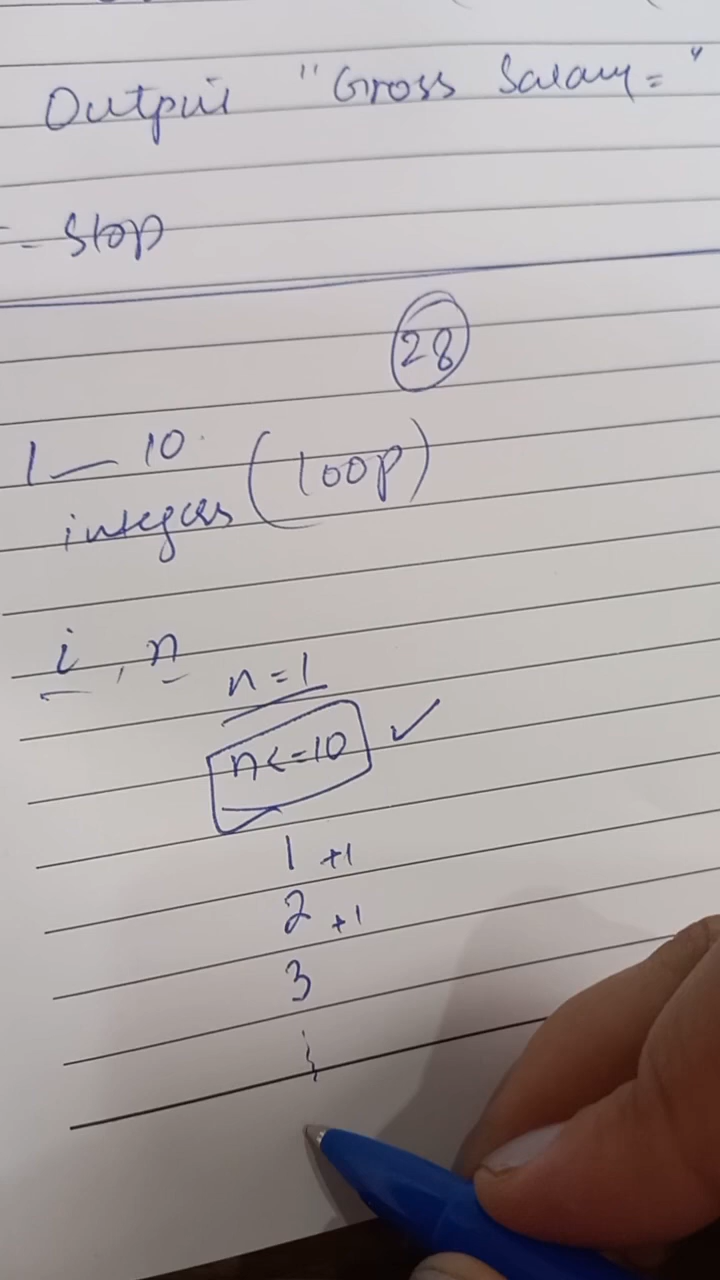 Output "Gross Salary = "
- Stop
28
1 — 10
integers (loop)
i , n
n = 1
n <= 10 ✓
1 +1
2 +1
3